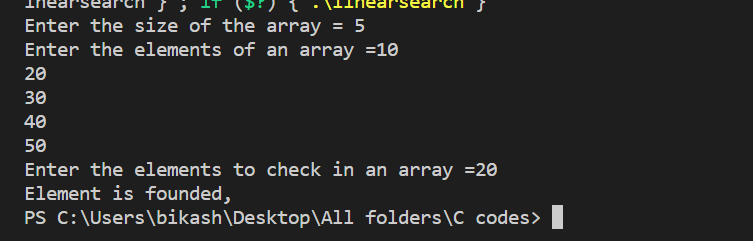 inearsearch } ; if ($?) { .\linearsearch }
Enter the size of the array = 5
Enter the elements of an array =10
20
30
40
50
Enter the elements to check in an array =20
Element is founded,
PS C:\Users\bikash\Desktop\All folders\C codes>